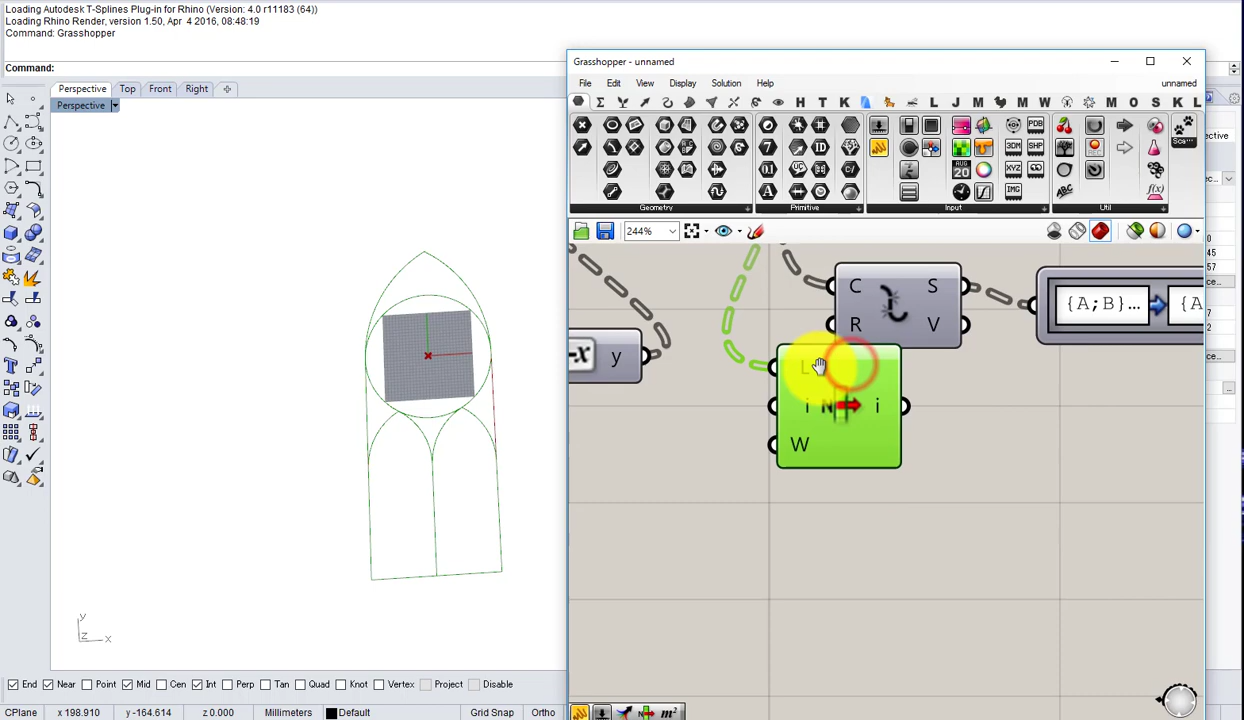 Loading Autodesk T-Splines Plug-in for Rhino (Version: 4.0 r11183 (64))
Loading Rhino Render, version 1.50, Apr 4 2016, 08:48:19
Command: Grasshopper
Command:
Perspective Top Front Right
Perspective
Grasshopper - unnamed
File Edit View Display Solution Help unnamed
Geometry Primitive Input Util
244%
C S
R V
{A;B}... {A
-x y
L
i N i
W
y
z x
End Near Point Mid Cen Int Perp Tan Quad Knot Vertex Project Disable
CPlane x 198.910 y -164.614 z 0.000 Millimeters Default Grid Snap Ortho